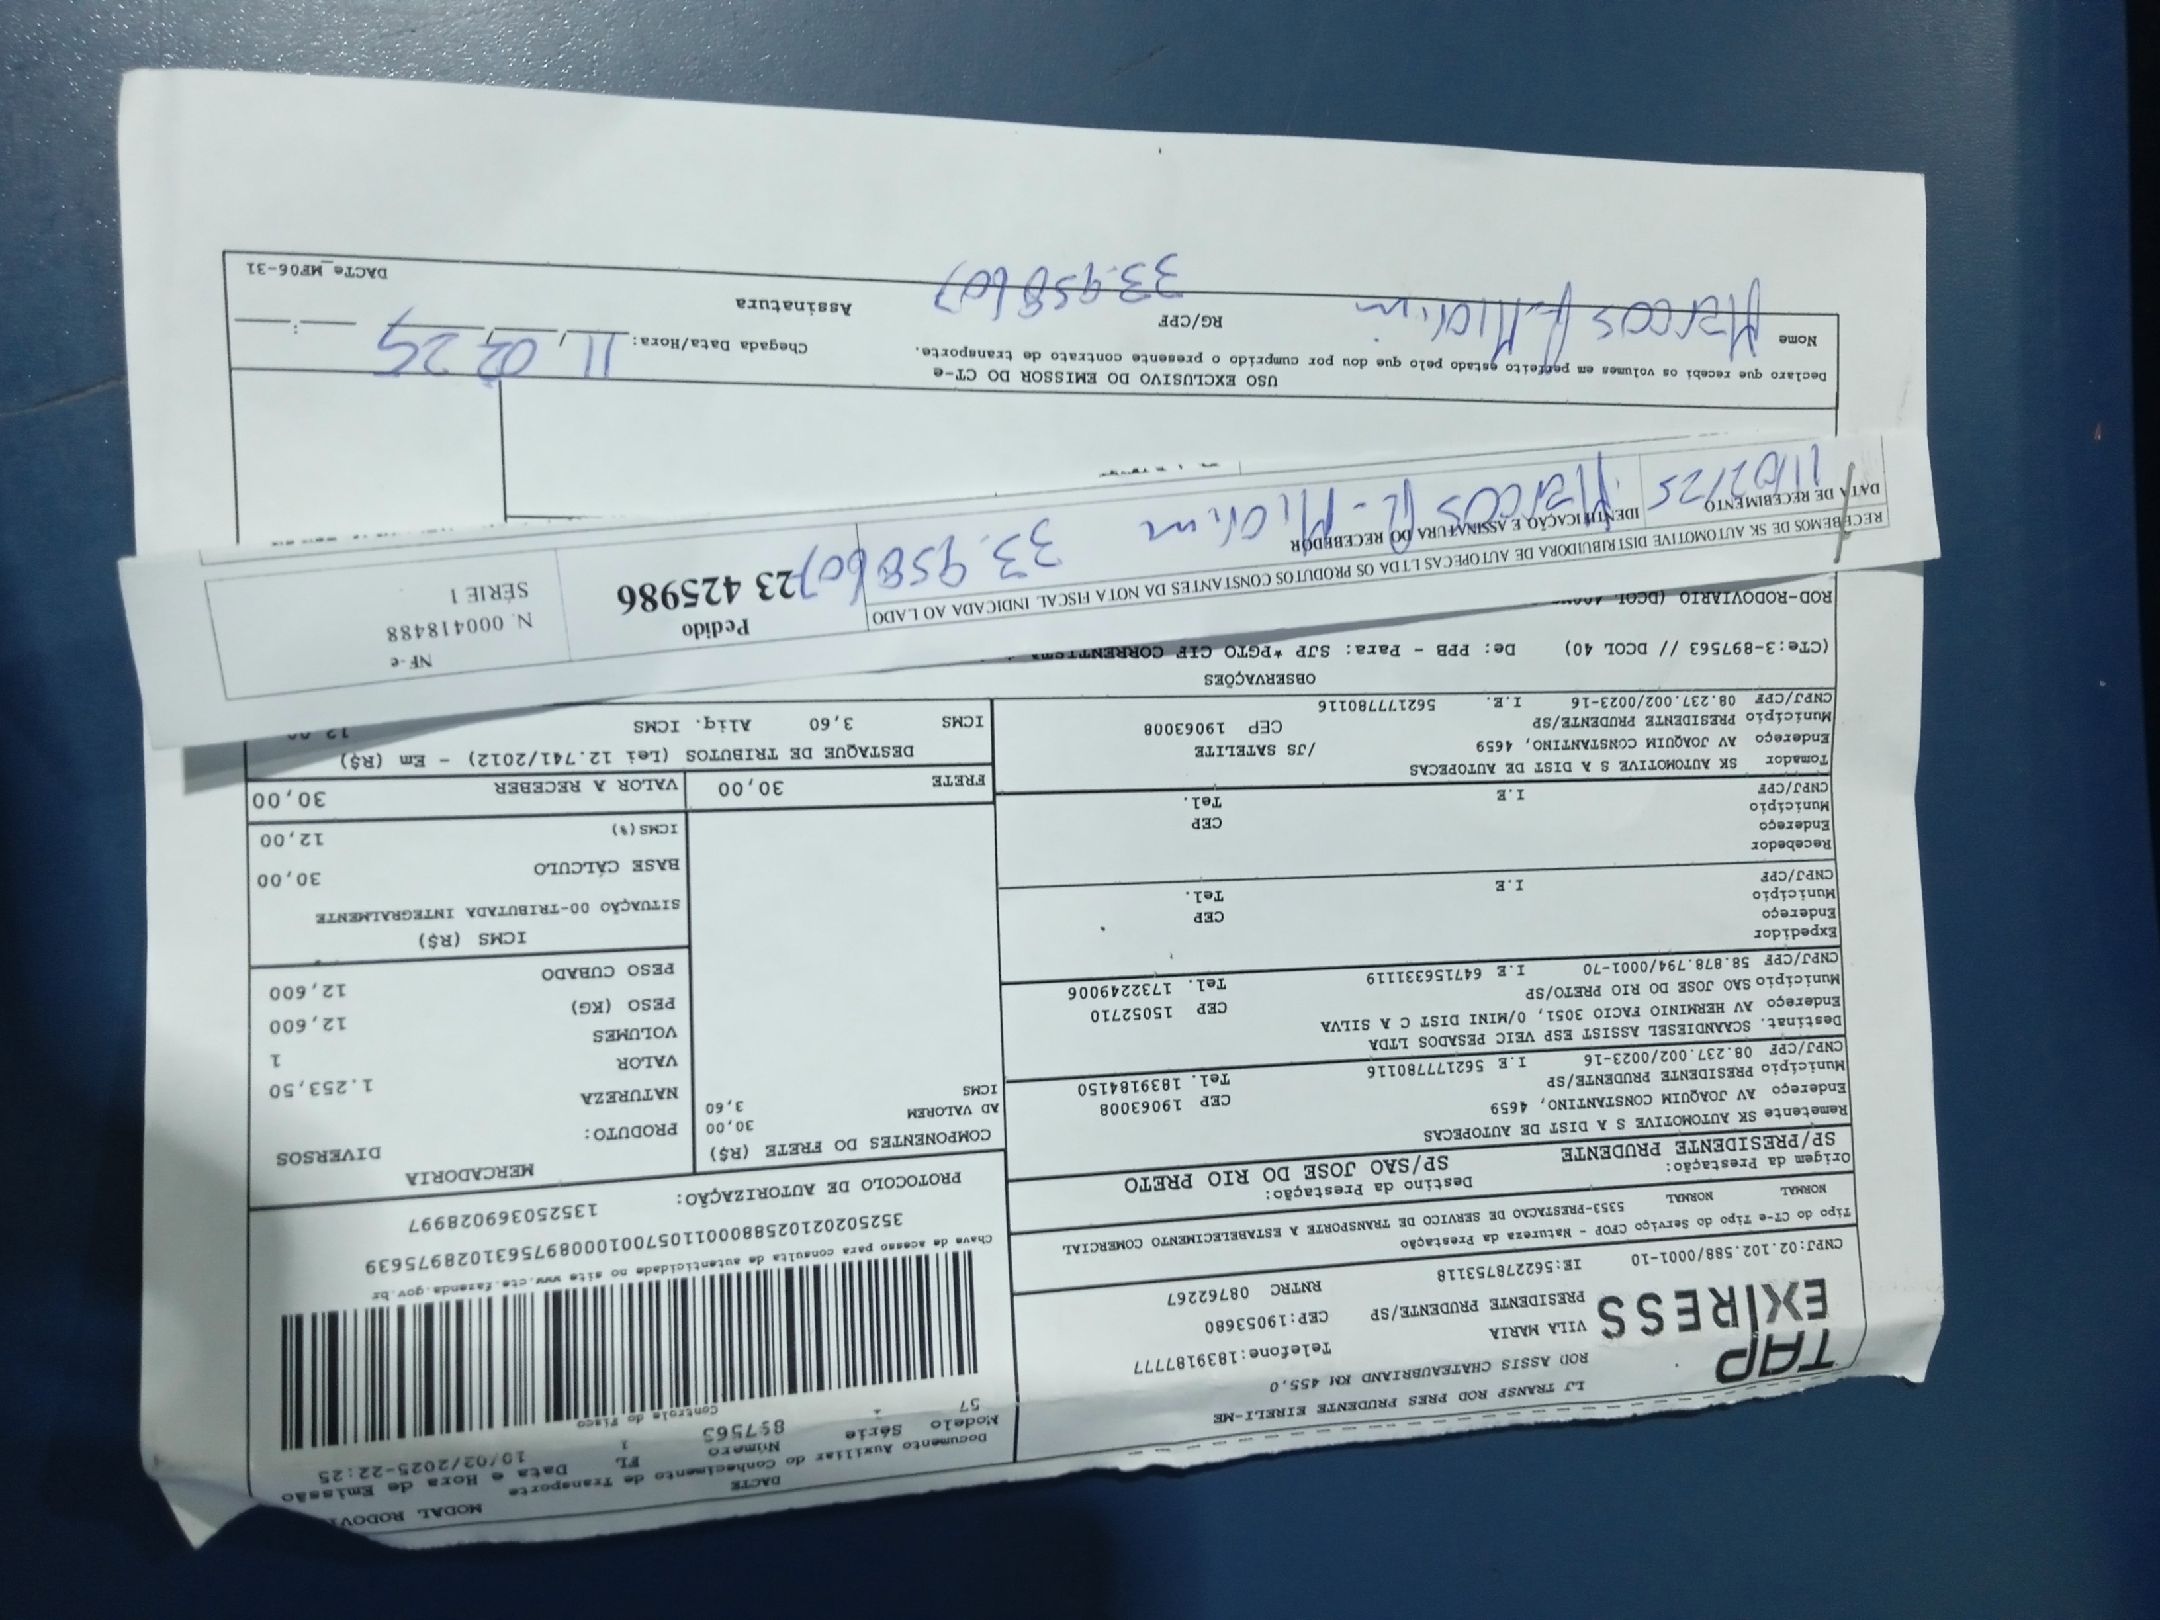 TAP
EXPRESS
LJ TRANSP ROD PRES PRUDENTE EIRELI-ME
ROD ASSIS CHATEAUBRIAND KM 455,0
VILA MARIA Telefone:1839187777
PRESIDENTE PRUDENTE/SP CEP:19053680
CNPJ:02.102.588/0001-10 IE:562278753118 RNTRC 08762267
Tipo do CT-e Tipo do Serviço CFOP - Natureza da Prestação
NORMAL NORMAL 5353-PRESTACAO DE SERVICO DE TRANSPORTE A ESTABELECIMENTO COMERCIAL
Origem da Prestação: Destino da Prestação:
SP/PRESIDENTE PRUDENTE SP/SAO JOSE DO RIO PRETO
Remetente SK AUTOMOTIVE S A DIST DE AUTOPECAS
Endereço AV JOAQUIM CONSTANTINO, 4659 CEP 19063008
Município PRESIDENTE PRUDENTE/SP Tel. 1839184150
CNPJ/CPF 08.237.002/0023-16 I.E 562177780116
Destinat. SCANDIESEL ASSIST ESP VEIC PESADOS LTDA
Endereço AV HERMINIO FACIO 3051, 0/MINI DIST C A SILVA
Município SAO JOSE DO RIO PRETO/SP CEP 15052710
CNPJ/CPF 58.878.794/0001-70 I.E 647156331119 Tel. 1732249006
Expedidor
Endereço CEP
Município Tel.
CNPJ/CPF I.E
Recebedor
Endereço CEP
Município Tel.
CNPJ/CPF I.E
Tomador SK AUTOMOTIVE S A DIST DE AUTOPECAS
Endereço AV JOAQUIM CONSTANTINO, 4659 /JS SATELITE
Município PRESIDENTE PRUDENTE/SP CEP 19063008
CNPJ/CPF 08.237.002/0023-16 I.E. 562177780116
MODAL RODOVI
DACTE
Documento Auxiliar do Conhecimento de Transporte
Modelo Série Número FL Data e Hora de Emissão
57 897563 1 10/02/2025-22:25
Controle do Fisco
Chave de acesso para consulta de autenticidade no site www.cte.fazenda.gov.br
35250202102588000110570010008975631028975639
PROTOCOLO DE AUTORIZAÇÃO: 135250369028997
COMPONENTES DO FRETE (R$)
AD VALOREM 30,00
ICMS 3,60
MERCADORIA
PRODUTO: DIVERSOS
NATUREZA
VALOR 1.253,50
VOLUMES 1
PESO (KG) 12,600
PESO CUBADO 12,600
ICMS (R$)
SITUAÇÃO 00-TRIBUTADA INTEGRALMENTE
BASE CÁLCULO 30,00
ICMS(%) 12,00
FRETE 30,00 VALOR A RECEBER 30,00
DESTAQUE DE TRIBUTOS (Lei 12.741/2012) - Em (R$)
ICMS 3,60 Aliq. ICMS
OBSERVAÇÕES
(CTe:3-897563 // DCOL 40) De: PPB - Para: SJP *PGTO CIF
ROD-RODOVIARIO (DCOL
RECEBEMOS DE SK AUTOMOTIVE DISTRIBUIDORA DE AUTOPECAS LTDA OS PRODUTOS CONSTANTES DA NOTA FISCAL INDICADA AO LADO
DATA DE RECEBIMENTO IDENTIFICAÇÃO E ASSINATURA DO RECEBEDOR
11/02/25 Marcos R.
Pedido
23 425986
NF-e
N. 000418488
SÉRIE 1
USO EXCLUSIVO DO EMISSOR DO CT-e
Declaro que recebi os volumes em perfeito estado pelo que dou por cumprido o presente contrato de transporte.
Nome Marcos R. RG/CPF Chegada Data/Hora: 11 02 25
Assinatura
DACTe_MF06-31